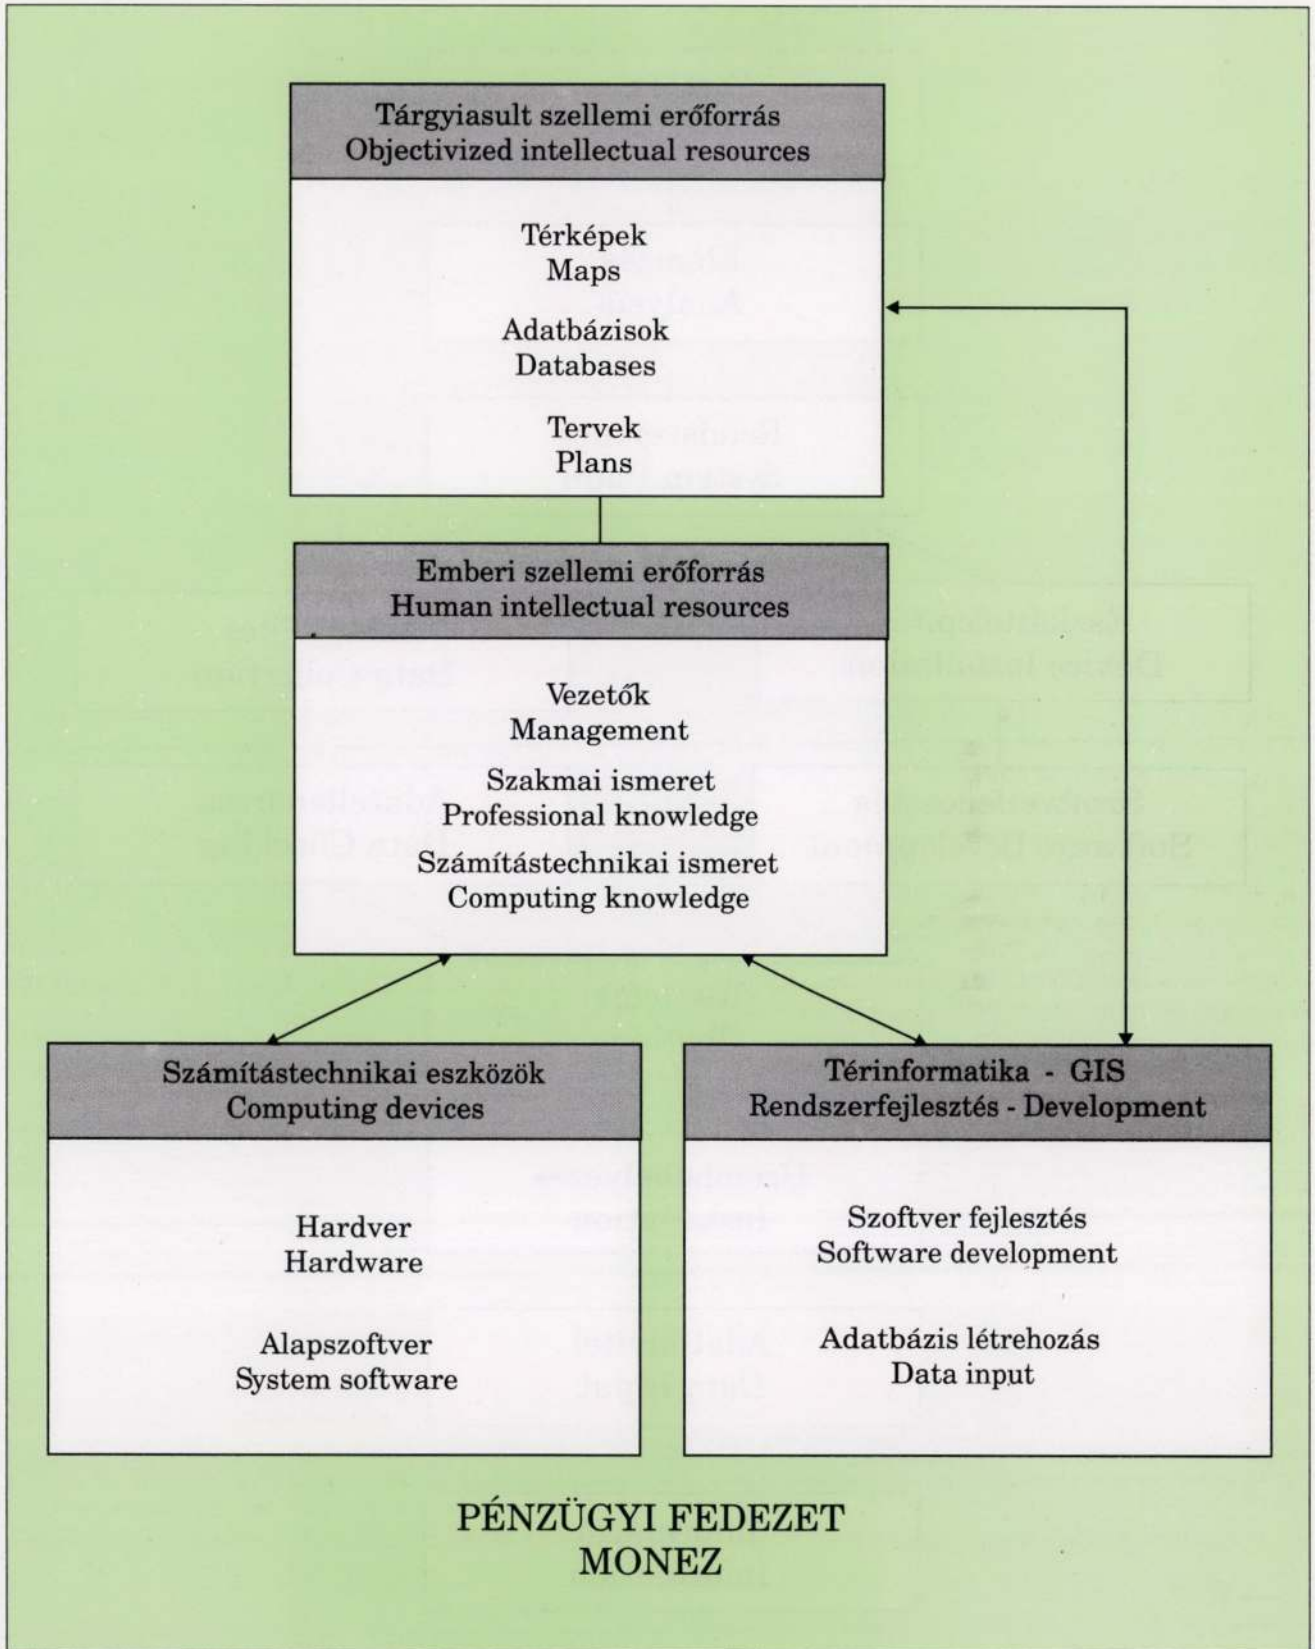 Tárgyiasult szellemi erőforrás
Objectivized intellectual resources
Térképek
Maps
Adatbázisok
Databases
Tervek
Plans
Emberi szellemi erőforrás
Human intellectual resources
Vezetők
Management
Szakmai ismeret
Professional knowledge
Számítástechnikai ismeret
Computing knowledge
Számítástechnikai eszközök
Computing devices
Hardver
Hardware
Alapszoftver
System software
Térinformatika - GIS
Rendszerfejlesztés - Development
Szoftver fejlesztés
Software development
Adatbázis létrehozás
Data input
PÉNZÜGYI FEDEZET
MONEZ